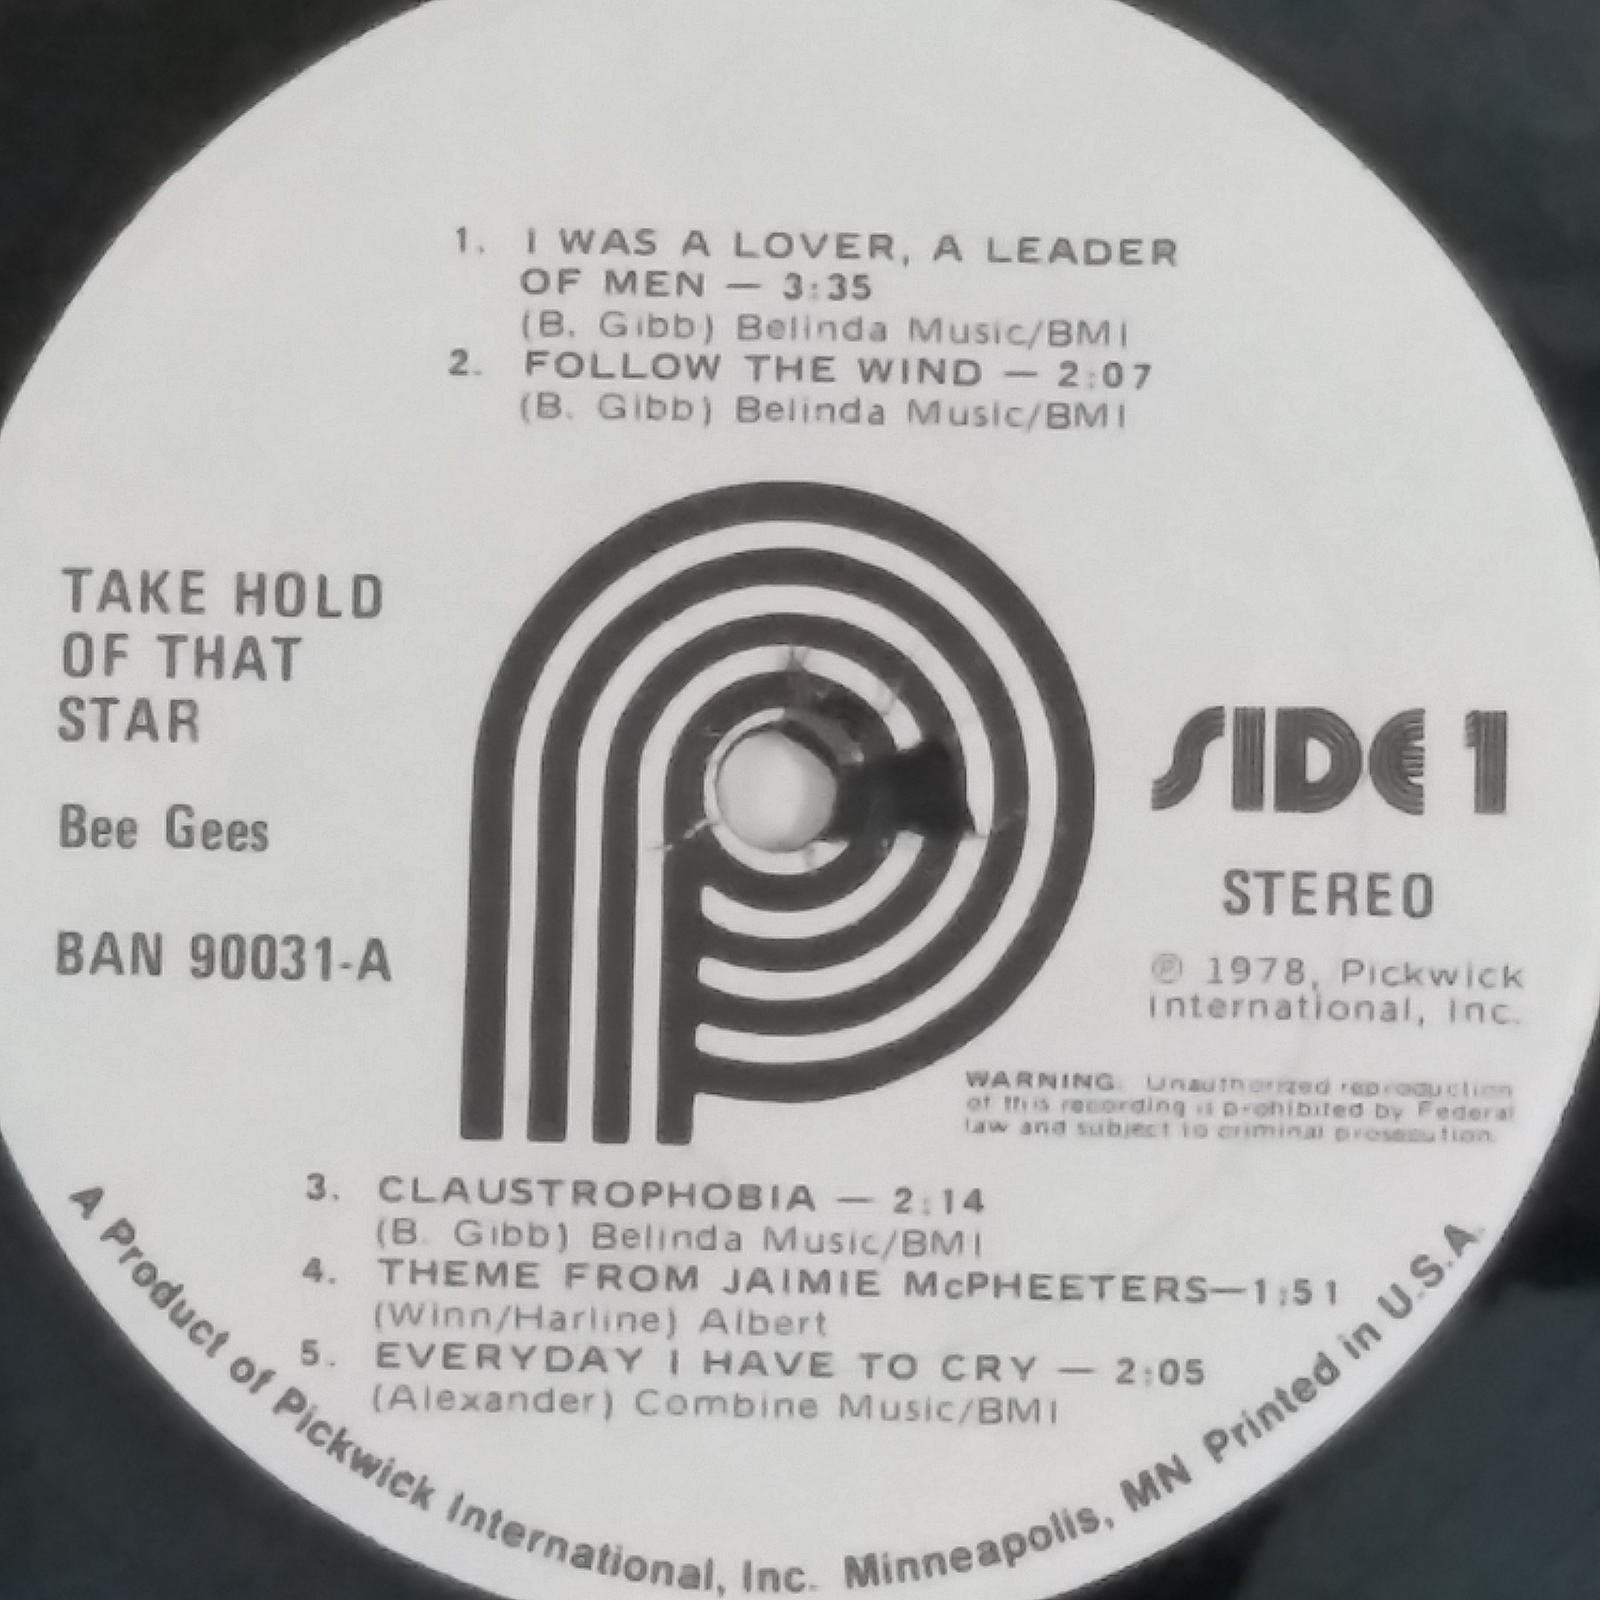 1. I WAS A LOVER, A LEADER
OF MEN — 3:35
(B. Gibb) Belinda Music/BMI
2. FOLLOW THE WIND — 2:07
(B. Gibb) Belinda Music/BMI
TAKE HOLD
OF THAT
STAR
Bee Gees
BAN 90031-A
SIDE 1
STEREO
Ⓟ 1978, Pickwick
International, Inc.
WARNING: Unauthorized reproduction
of this recording is prohibited by Federal
law and subject to criminal prosecution.
3. CLAUSTROPHOBIA — 2:14
(B. Gibb) Belinda Music/BMI
4. THEME FROM JAIMIE McPHEETERS—1:51
(Winn/Harline) Albert
5. EVERYDAY I HAVE TO CRY — 2:05
(Alexander) Combine Music/BMI
A Product of Pickwick International, Inc. Minneapolis, MN Printed in U.S.A.